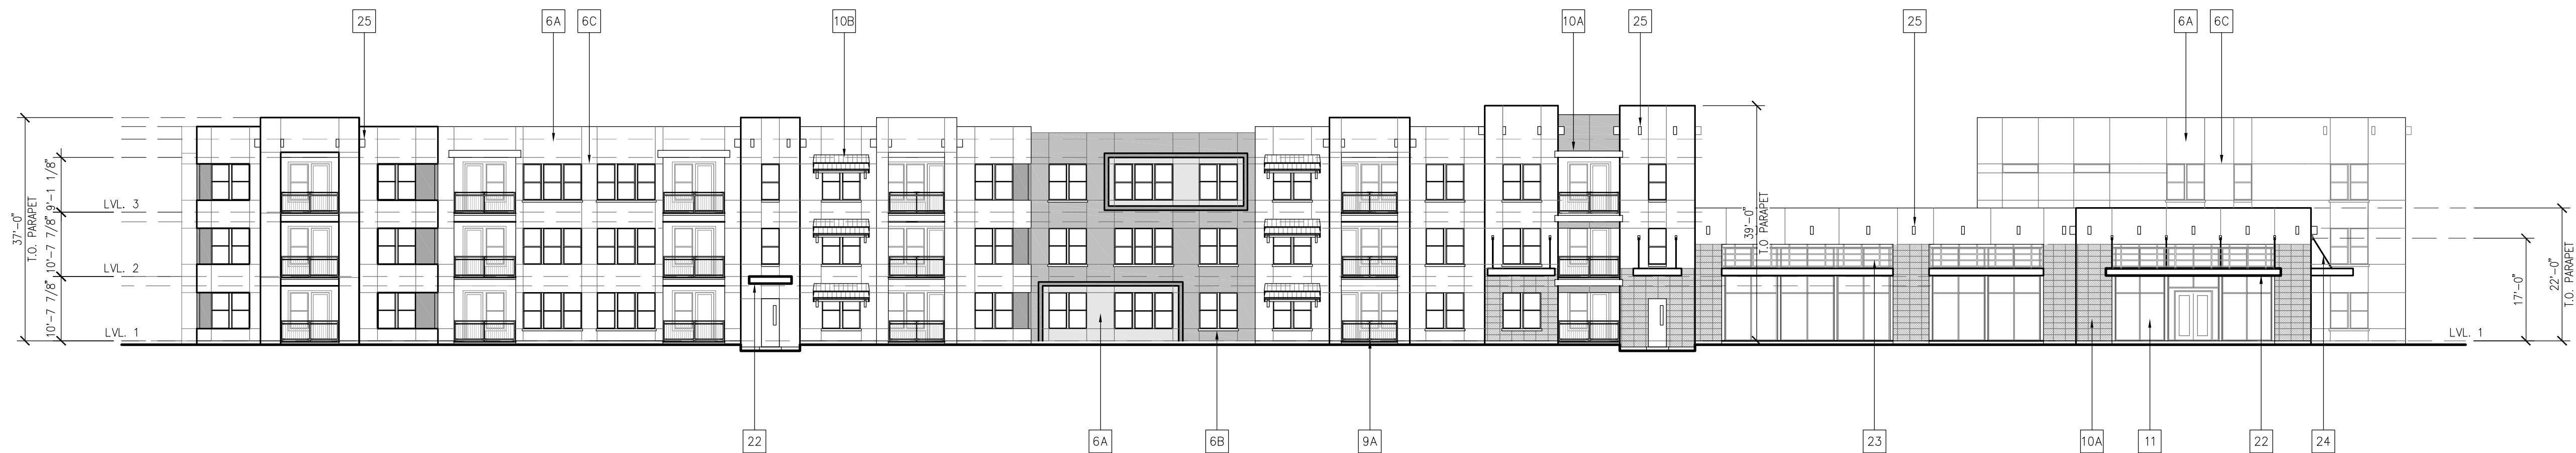 25
6A
6C
10B
10A
25
25
6A
6C
37'-0"
T.O. PARAPET
9'-1 1/8"
10'-7 7/8"
10'-7 7/8"
LVL. 3
LVL. 2
LVL. 1
39'-0"
T.O PARAPET
17'-0"
22'-0"
T.O. PARAPET
LVL. 1
22
6A
6B
9A
23
10A
11
22
24